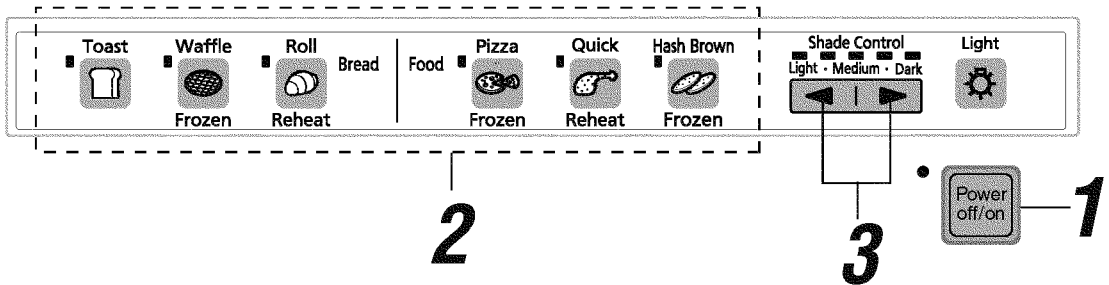 Toast Waffle Roll Pizza Quick Hash Brown Shade Control Light
Bread Food Light · Medium · Dark
Frozen Reheat Frozen Reheat Frozen
2
3
Power
off/on
1